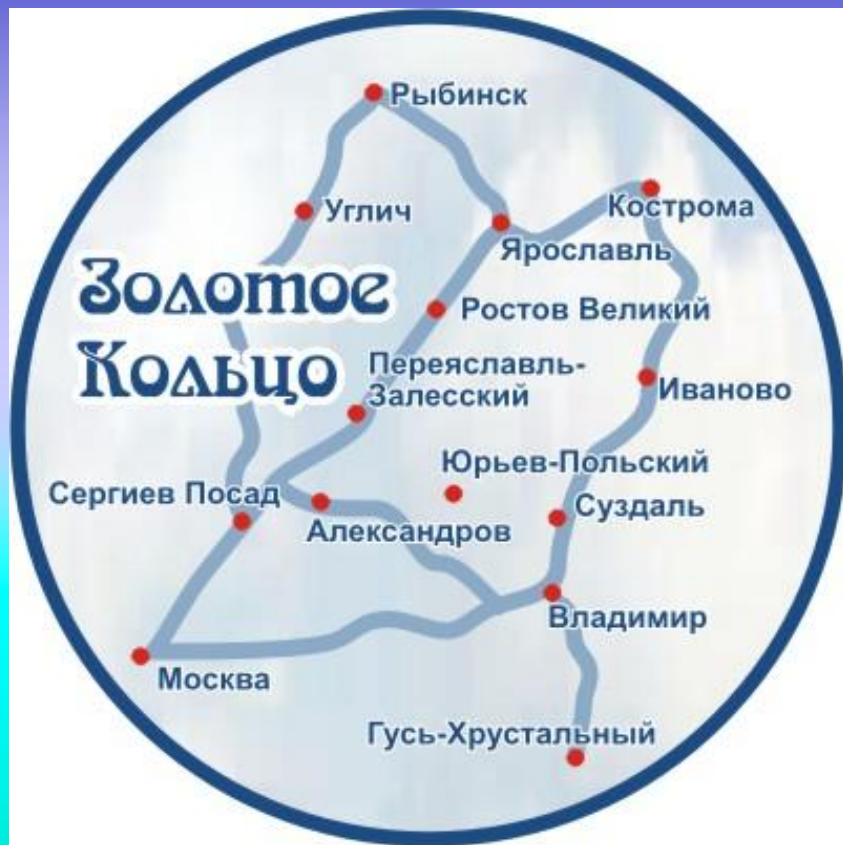 Рыбинск
Углич
Кострома
Ярославль
Золотое
Кольцо
Ростов Великий
Переяславль-
Залесский
Иваново
Юрьев-Польский
Сергиев Посад
Суздаль
Александров
Владимир
Москва
Гусь-Хрустальный